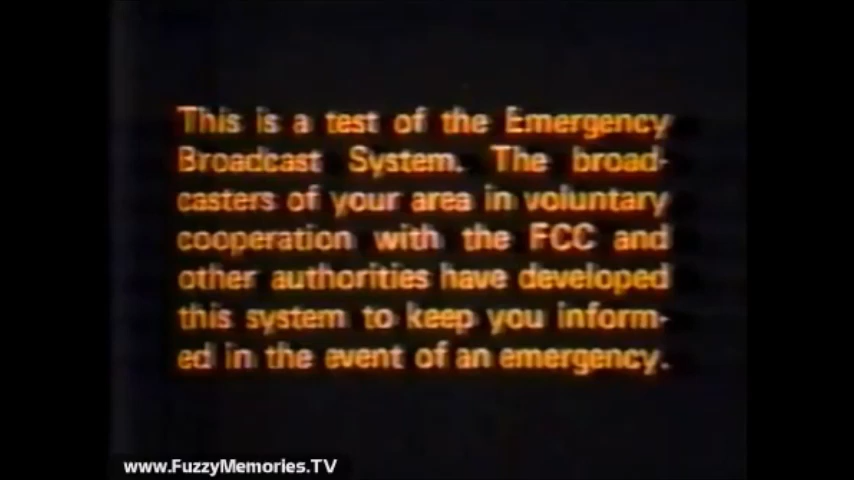 This is a test of the Emergency
Broadcast System. The broad-
casters of your area in voluntary
cooperation with the FCC and
other authorities have developed
this system to keep you inform-
ed in the event of an emergency.
www.FuzzyMemories.TV